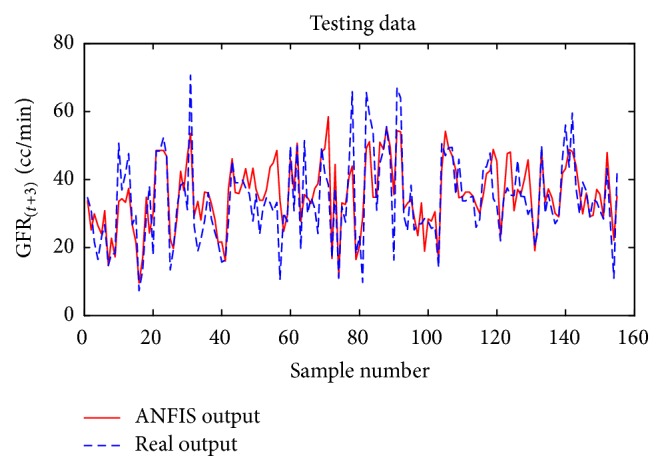 Testing data
80
60
40
20
0
GFR(t+3) (cc/min)
0 20 40 60 80 100 120 140 160
Sample number
ANFIS output
Real output